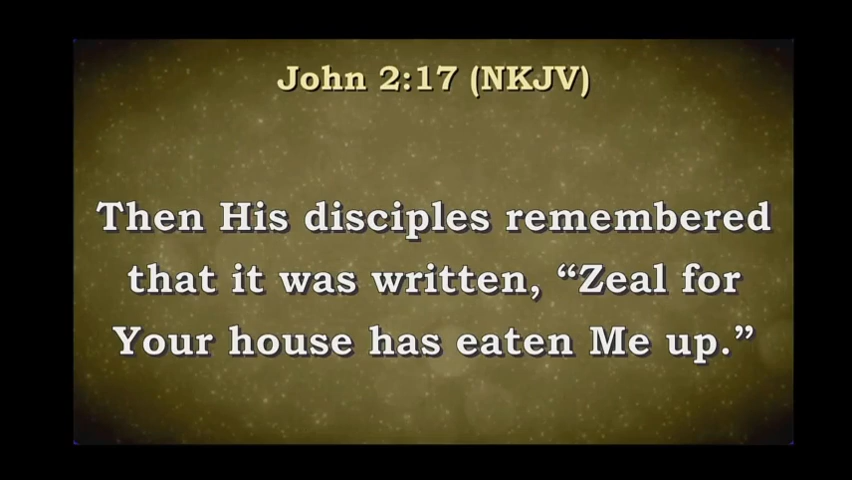 John 2:17 (NKJV)
Then His disciples remembered
that it was written, “Zeal for
Your house has eaten Me up.”